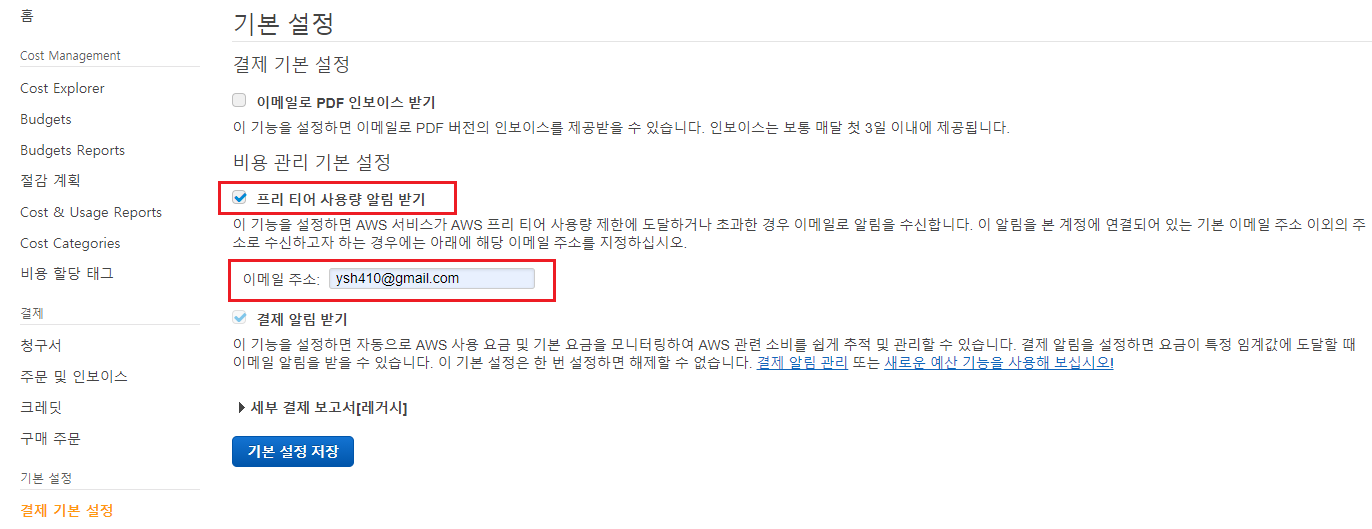 홈
Cost Management
Cost Explorer
Budgets
Budgets Reports
절감 계획
Cost & Usage Reports
Cost Categories
비용 할당 태그
결제
청구서
주문 및 인보이스
크레딧
구매 주문
기본 설정
결제 기본 설정
기본 설정
결제 기본 설정
이메일로 PDF 인보이스 받기
이 기능을 설정하면 이메일로 PDF 버전의 인보이스를 제공받을 수 있습니다. 인보이스는 보통 매달 첫 3일 이내에 제공됩니다.
비용 관리 기본 설정
프리 티어 사용량 알림 받기
이 기능을 설정하면 AWS 서비스가 AWS 프리 티어 사용량 제한에 도달하거나 초과한 경우 이메일로 알림을 수신합니다. 이 알림을 본 계정에 연결되어 있는 기본 이메일 주소 이외의 주
소로 수신하고자 하는 경우에는 아래에 해당 이메일 주소를 지정하십시오.
이메일 주소: ysh410@gmail.com
결제 알림 받기
이 기능을 설정하면 자동으로 AWS 사용 요금 및 기본 요금을 모니터링하여 AWS 관련 소비를 쉽게 추적 및 관리할 수 있습니다. 결제 알림을 설정하면 요금이 특정 임계값에 도달할 때
이메일 알림을 받을 수 있습니다. 이 기본 설정은 한 번 설정하면 해제할 수 없습니다. 결제 알림 관리 또는 새로운 예산 기능을 사용해 보십시오!
세부 결제 보고서[레거시]
기본 설정 저장